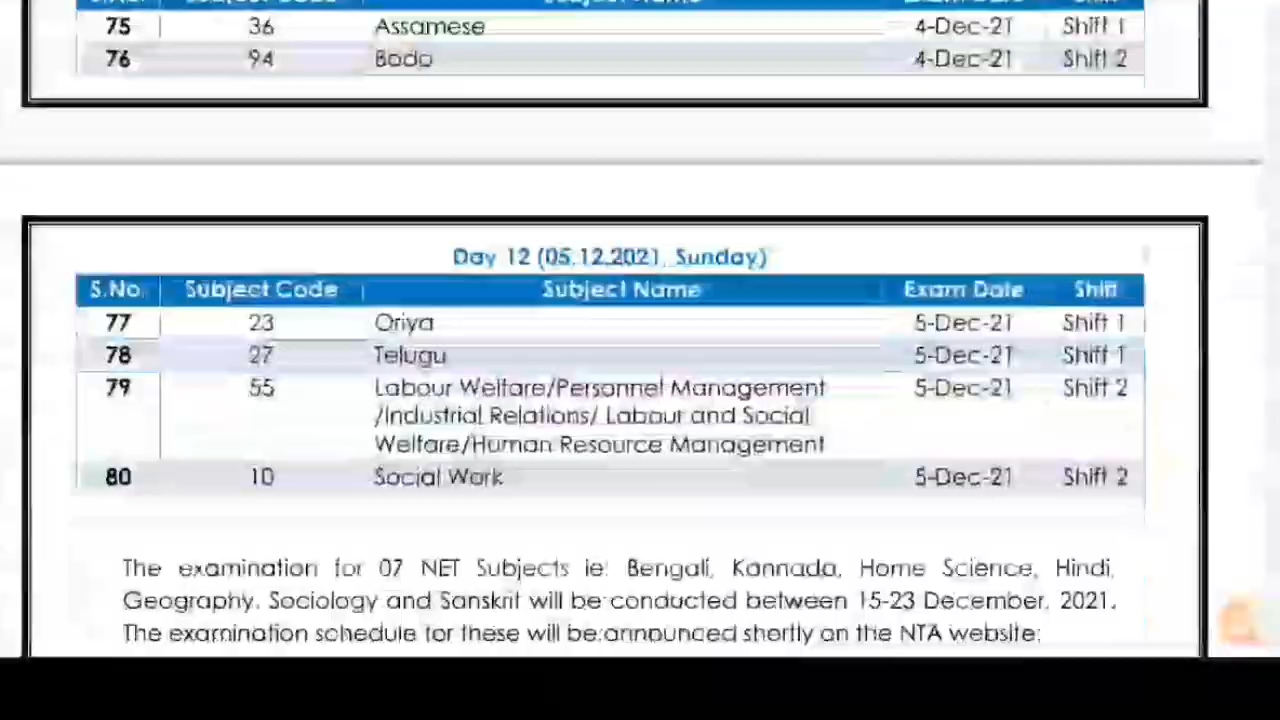 75 36 Assamese 4-Dec-21 Shift 1
76 94 Bodo 4-Dec-21 Shift 2
Day 12 (05.12.2021, Sunday)
S.No. Subject Code Subject Name Exam Date Shift
77 23 Oriya 5-Dec-21 Shift 1
78 27 Telugu 5-Dec-21 Shift 1
79 55 Labour Welfare/Personnel Management 5-Dec-21 Shift 2
/Industrial Relations/ Labour and Social
Welfare/Human Resource Management
80 10 Social Work 5-Dec-21 Shift 2
The examination for 07 NET Subjects ie: Bengali, Kannada, Home Science, Hindi,
Geography, Sociology and Sanskrit will be conducted between 15-23 December, 2021.
The examination schedule for these will be announced shortly on the NTA website: